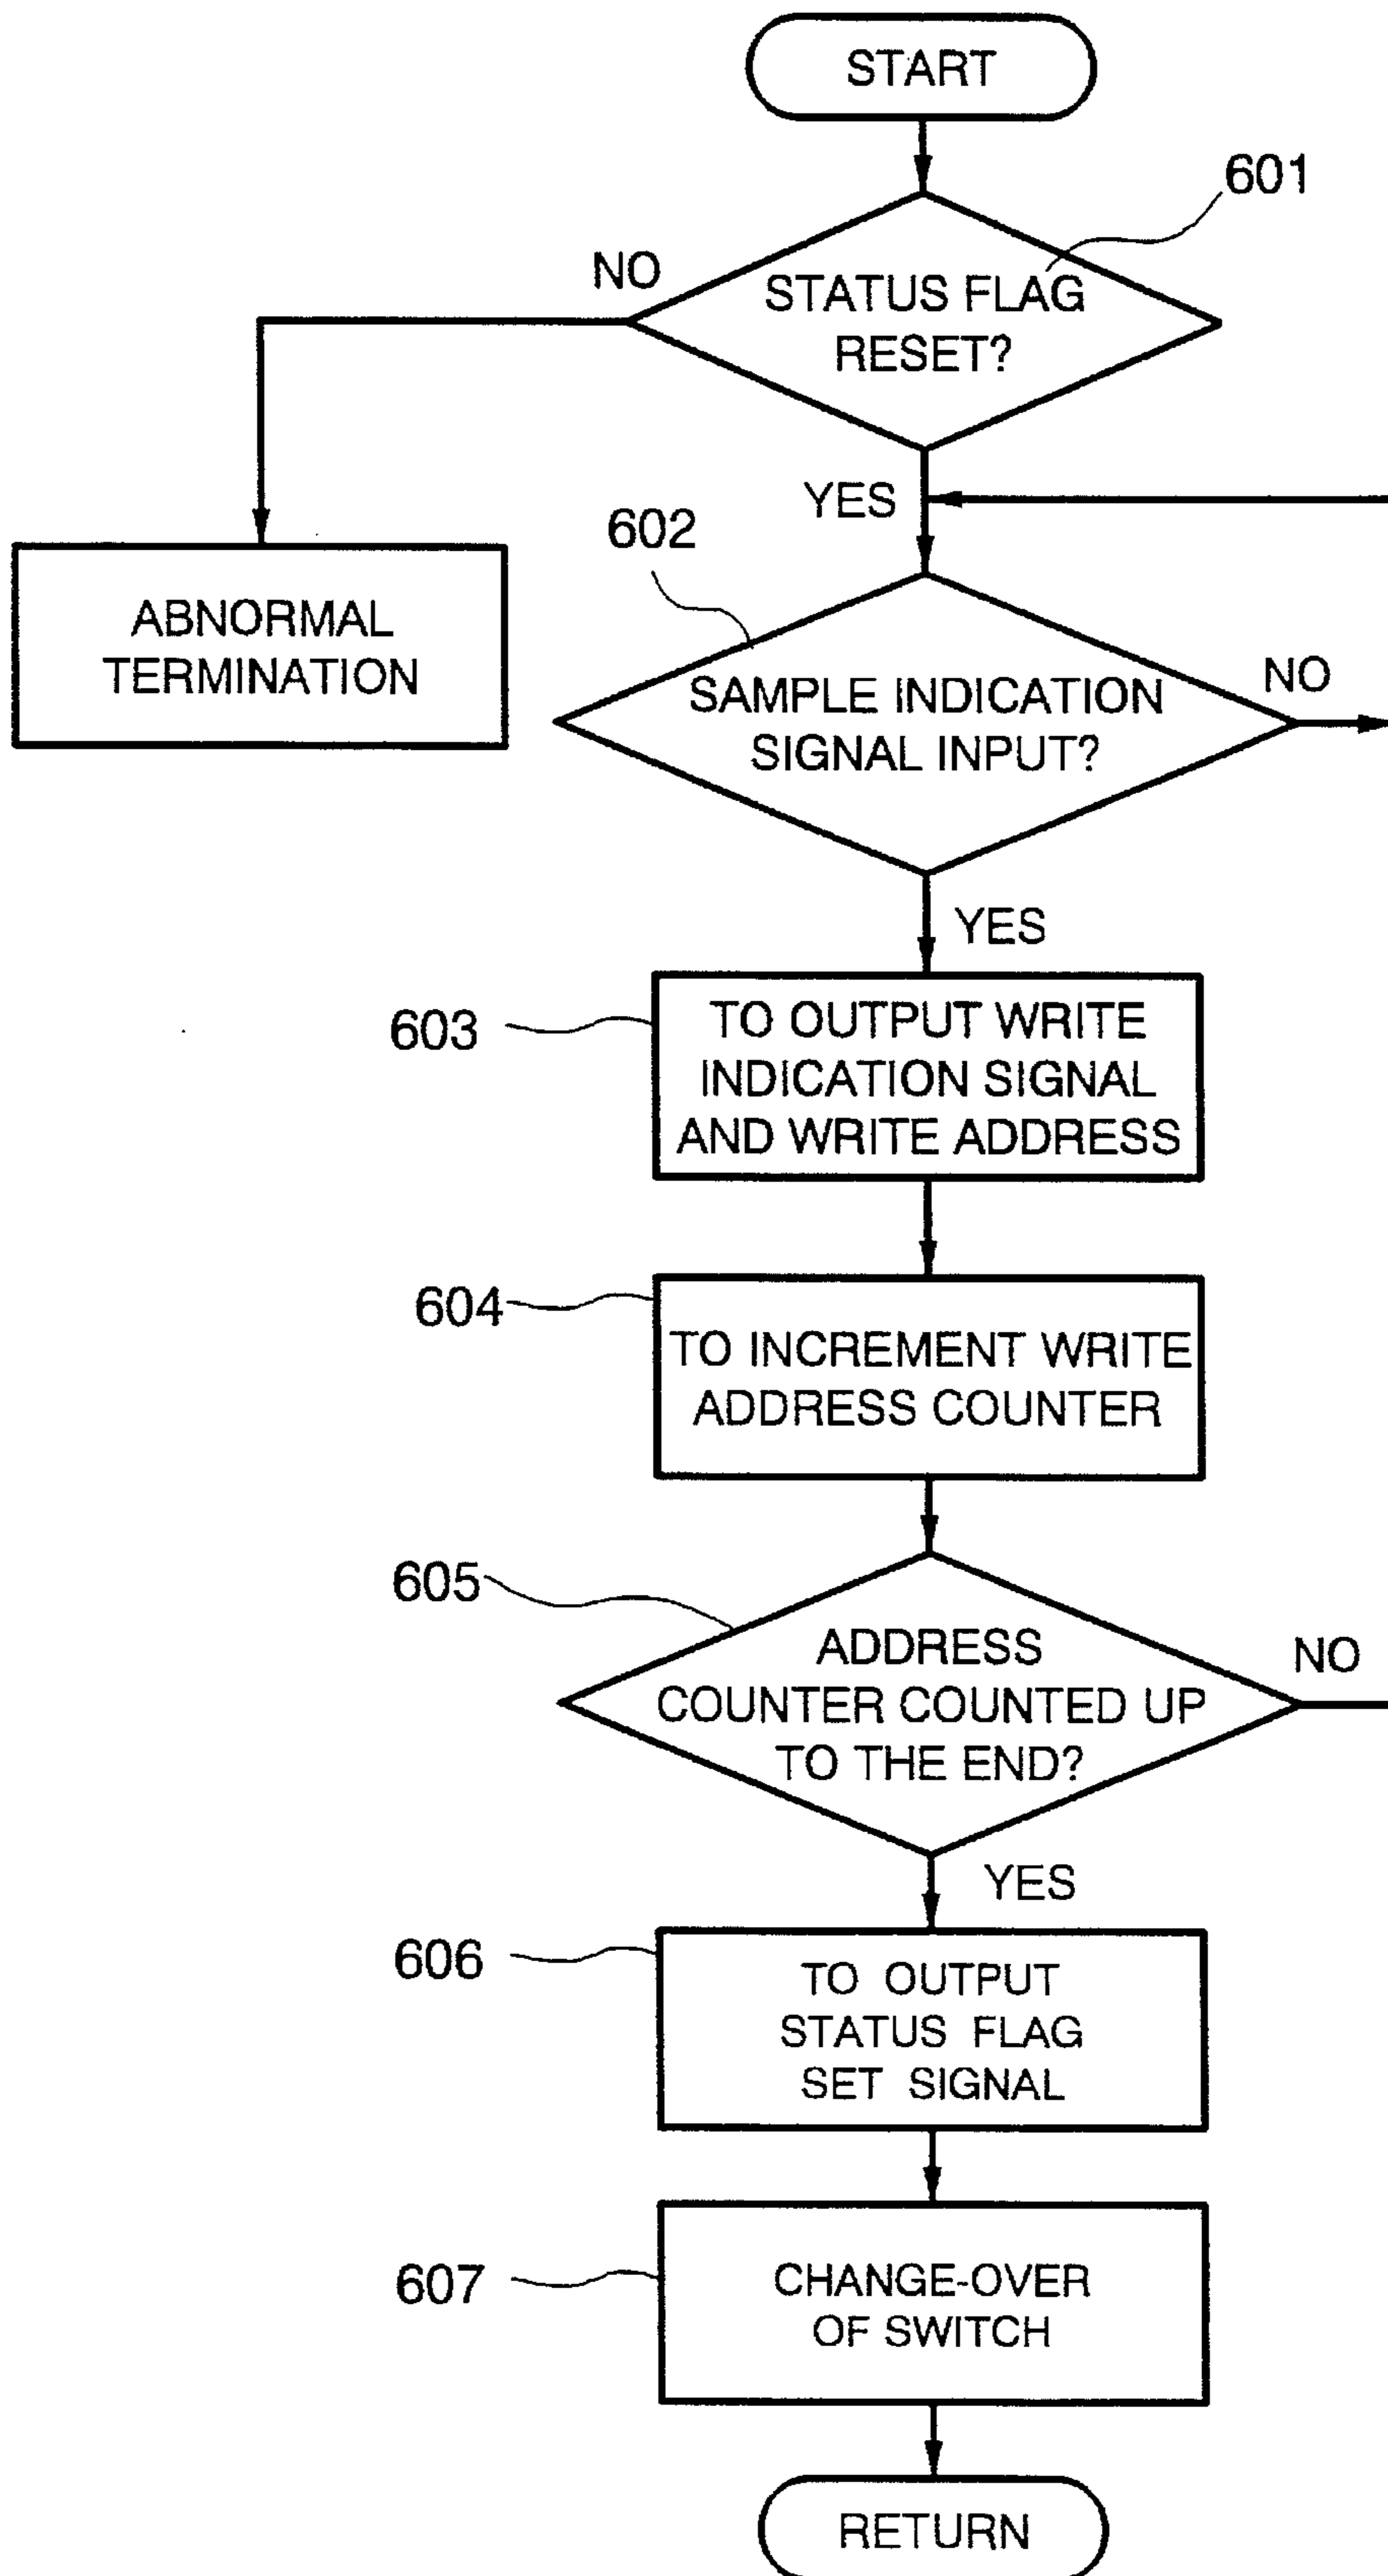 START
601
NO
STATUS FLAG
RESET?
YES
602
ABNORMAL
TERMINATION
SAMPLE INDICATION
SIGNAL INPUT?
NO
YES
603
TO OUTPUT WRITE
INDICATION SIGNAL
AND WRITE ADDRESS
604
TO INCREMENT WRITE
ADDRESS COUNTER
605
ADDRESS
COUNTER COUNTED UP
TO THE END?
NO
YES
606
TO OUTPUT
STATUS FLAG
SET SIGNAL
607
CHANGE-OVER
OF SWITCH
RETURN